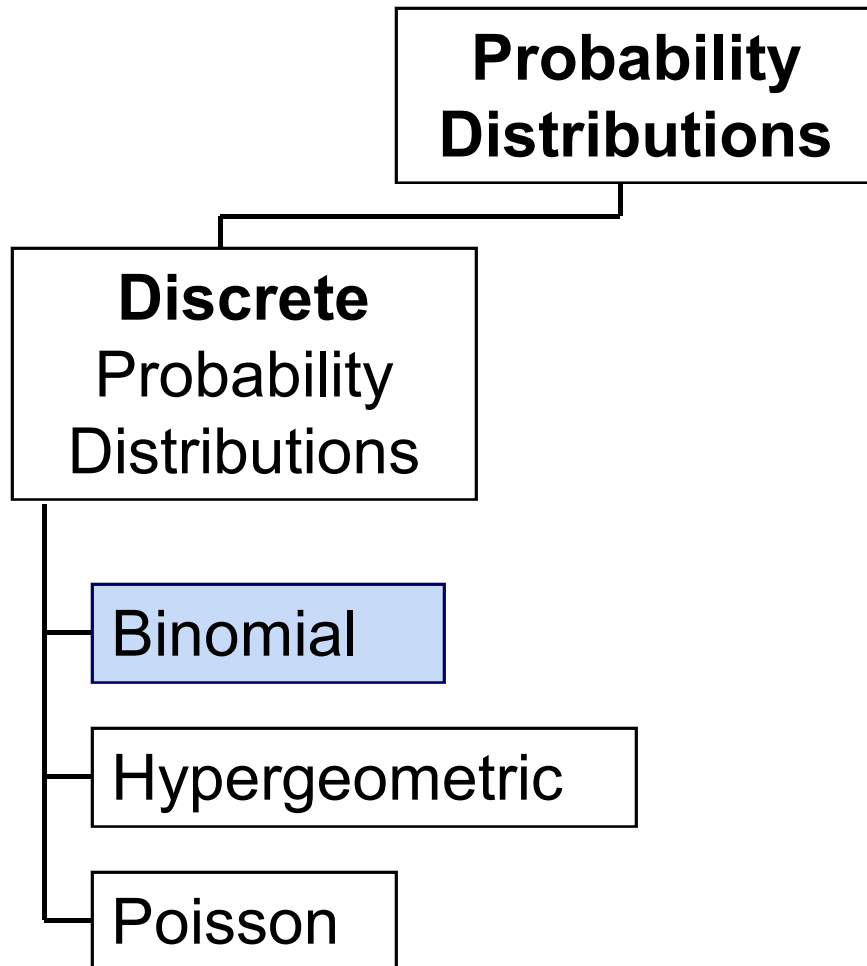 Probability
Distributions
Discrete
Probability
Distributions
Binomial
Hypergeometric
Poisson